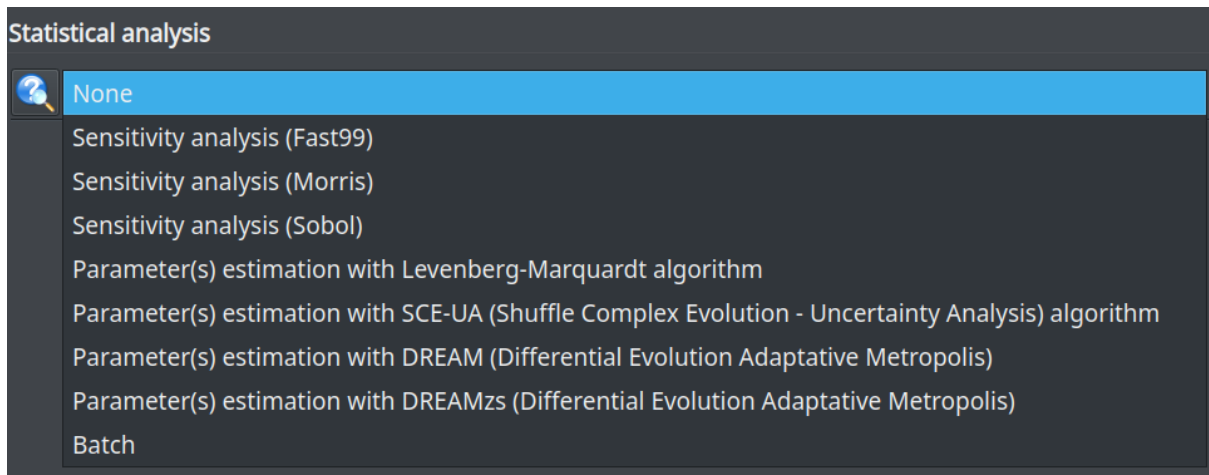 Statistical analysis
None
Sensitivity analysis (Fast99)
Sensitivity analysis (Morris)
Sensitivity analysis (Sobol)
Parameter(s) estimation with Levenberg-Marquardt algorithm
Parameter(s) estimation with SCE-UA (Shuffle Complex Evolution - Uncertainty Analysis) algorithm
Parameter(s) estimation with DREAM (Differential Evolution Adaptative Metropolis)
Parameter(s) estimation with DREAMzs (Differential Evolution Adaptative Metropolis)
Batch